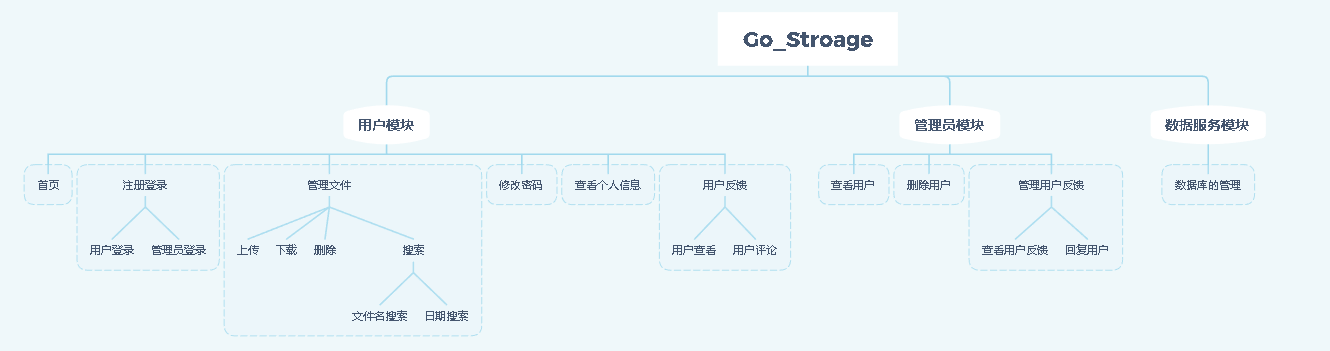 Go_Stroage
用户模块
管理员模块
数据服务模块
首页
注册登录
管理文件
修改密码
查看个人信息
用户反馈
查看用户
删除用户
管理用户反馈
数据库的管理
用户登录
管理员登录
上传
下载
删除
搜索
用户查看
用户评论
查看用户反馈
回复用户
文件名搜索
日期搜索